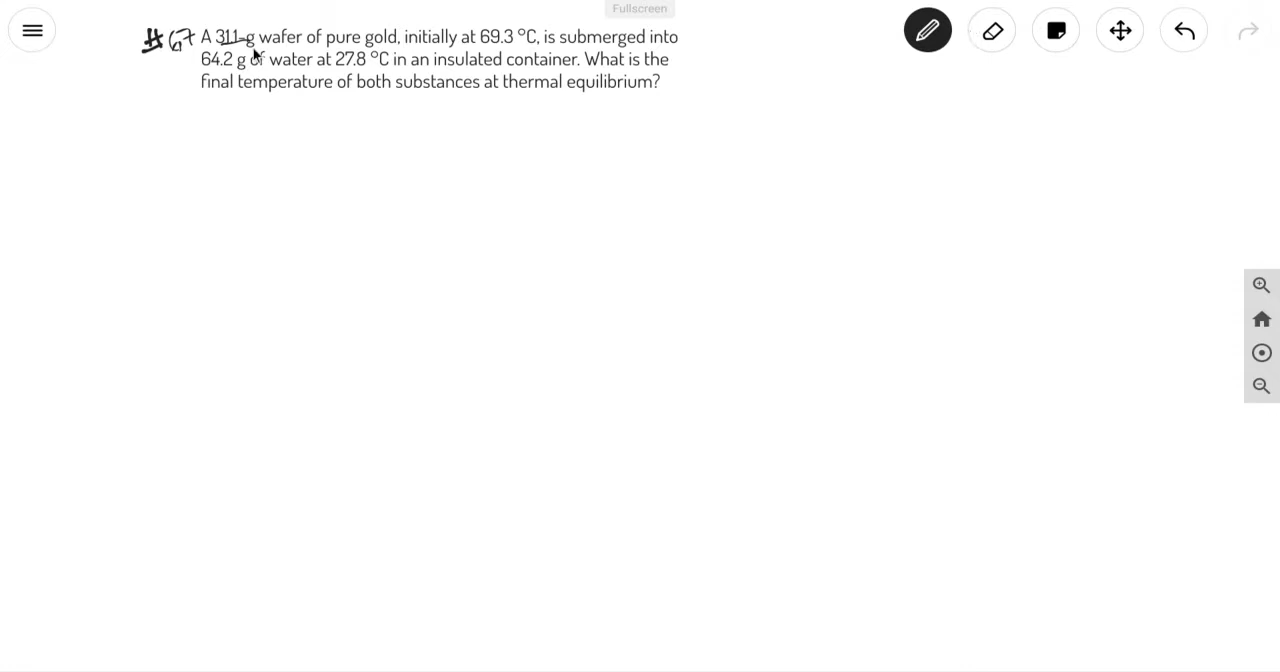 Fullscreen
#67 A 311-g wafer of pure gold, initially at 69.3 °C, is submerged into
64.2 g of water at 27.8 °C in an insulated container. What is the
final temperature of both substances at thermal equilibrium?